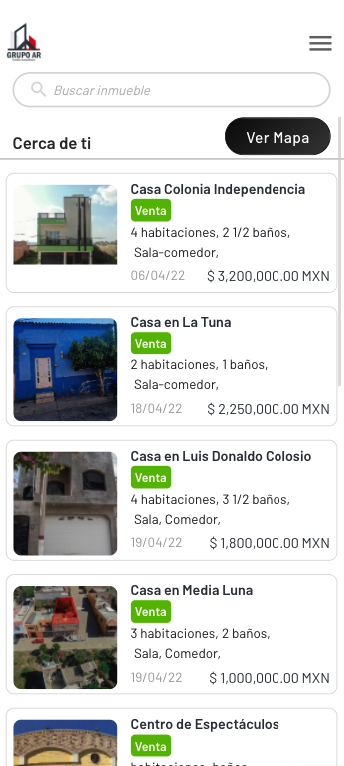 GRUPO AR
Buscar inmueble
Cerca de ti
Ver Mapa
Casa Colonia Independencia
Venta
4 habitaciones, 2 1/2 baños,
Sala-comedor,
06/04/22 $ 3,200,000.00 MXN
Casa en La Tuna
Venta
2 habitaciones, 1 baños,
Sala-comedor,
18/04/22 $ 2,250,000.00 MXN
Casa en Luis Donaldo Colosio
Venta
4 habitaciones, 3 1/2 baños,
Sala, Comedor,
19/04/22 $ 1,800,000.00 MXN
Casa en Media Luna
Venta
3 habitaciones, 2 baños,
Sala, Comedor,
19/04/22 $ 1,000,000.00 MXN
Centro de Espectáculos
Venta
habitaciones, baños,